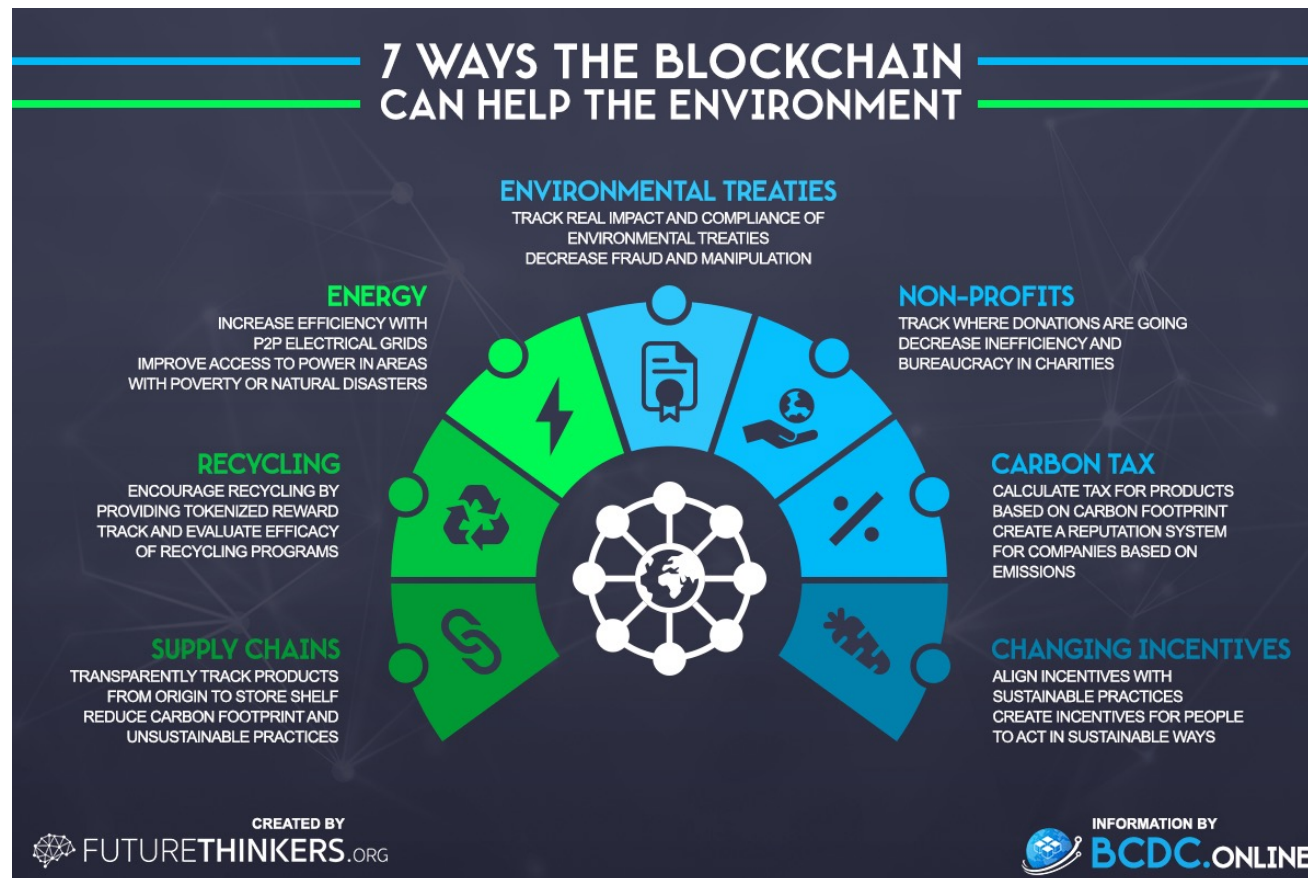 7 WAYS THE BLOCKCHAIN
CAN HELP THE ENVIRONMENT
ENVIRONMENTAL TREATIES
TRACK REAL IMPACT AND COMPLIANCE OF
ENVIRONMENTAL TREATIES
DECREASE FRAUD AND MANIPULATION
ENERGY
INCREASE EFFICIENCY WITH
P2P ELECTRICAL GRIDS
IMPROVE ACCESS TO POWER IN AREAS
WITH POVERTY OR NATURAL DISASTERS
NON-PROFITS
TRACK WHERE DONATIONS ARE GOING
DECREASE INEFFICIENCY AND
BUREAUCRACY IN CHARITIES
RECYCLING
ENCOURAGE RECYCLING BY
PROVIDING TOKENIZED REWARD
TRACK AND EVALUATE EFFICACY
OF RECYCLING PROGRAMS
CARBON TAX
CALCULATE TAX FOR PRODUCTS
BASED ON CARBON FOOTPRINT
CREATE A REPUTATION SYSTEM
FOR COMPANIES BASED ON
EMISSIONS
SUPPLY CHAINS
TRANSPARENTLY TRACK PRODUCTS
FROM ORIGIN TO STORE SHELF
REDUCE CARBON FOOTPRINT AND
UNSUSTAINABLE PRACTICES
CHANGING INCENTIVES
ALIGN INCENTIVES WITH
SUSTAINABLE PRACTICES
CREATE INCENTIVES FOR PEOPLE
TO ACT IN SUSTAINABLE WAYS
CREATED BY
FUTURETHINKERS.ORG
INFORMATION BY
BCDC.ONLINE